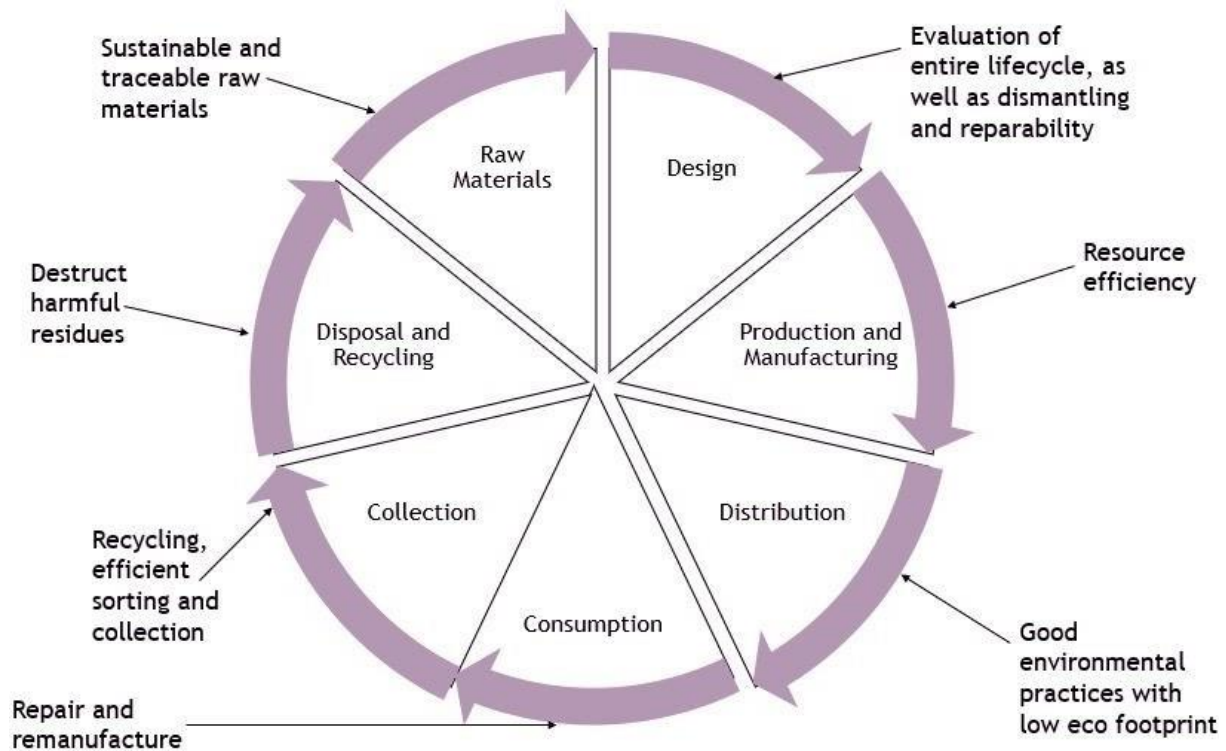 Sustainable and
traceable raw
materials
Evaluation of
entire lifecycle, as
well as dismantling
and reparability
Raw
Materials
Design
Destruct
harmful
residues
Resource
efficiency
Disposal and
Recycling
Production and
Manufacturing
Collection
Distribution
Recycling,
efficient
sorting and
collection
Consumption
Good
environmental
practices with
low eco footprint
Repair and
remanufacture